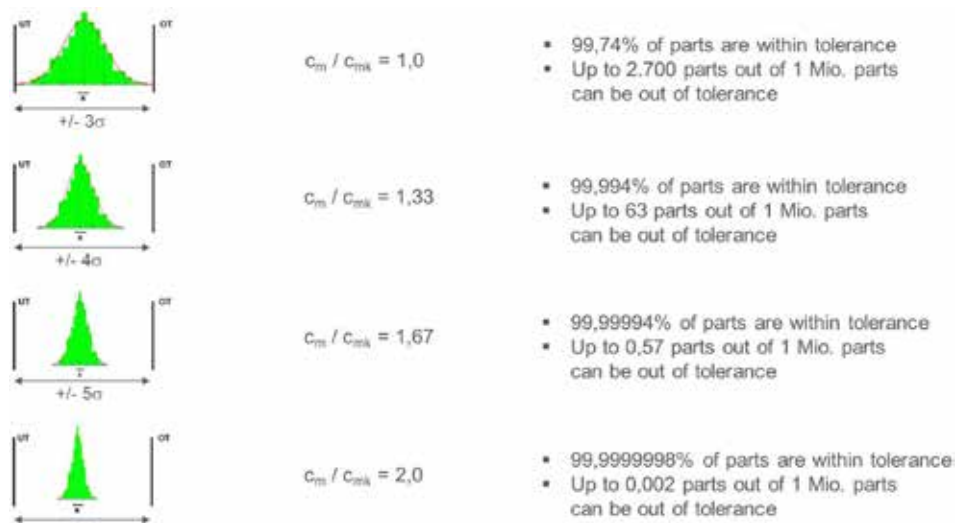 UT OT
x
+/- 3σ
cm / cmk = 1,0
▪ 99,74% of parts are within tolerance
▪ Up to 2.700 parts out of 1 Mio. parts
can be out of tolerance
UT OT
x
+/- 4σ
cm / cmk = 1,33
▪ 99,994% of parts are within tolerance
▪ Up to 63 parts out of 1 Mio. parts
can be out of tolerance
UT OT
x
+/- 5σ
cm / cmk = 1,67
▪ 99,99994% of parts are within tolerance
▪ Up to 0,57 parts out of 1 Mio. parts
can be out of tolerance
UT OT
x
cm / cmk = 2,0
▪ 99,9999998% of parts are within tolerance
▪ Up to 0,002 parts out of 1 Mio. parts
can be out of tolerance